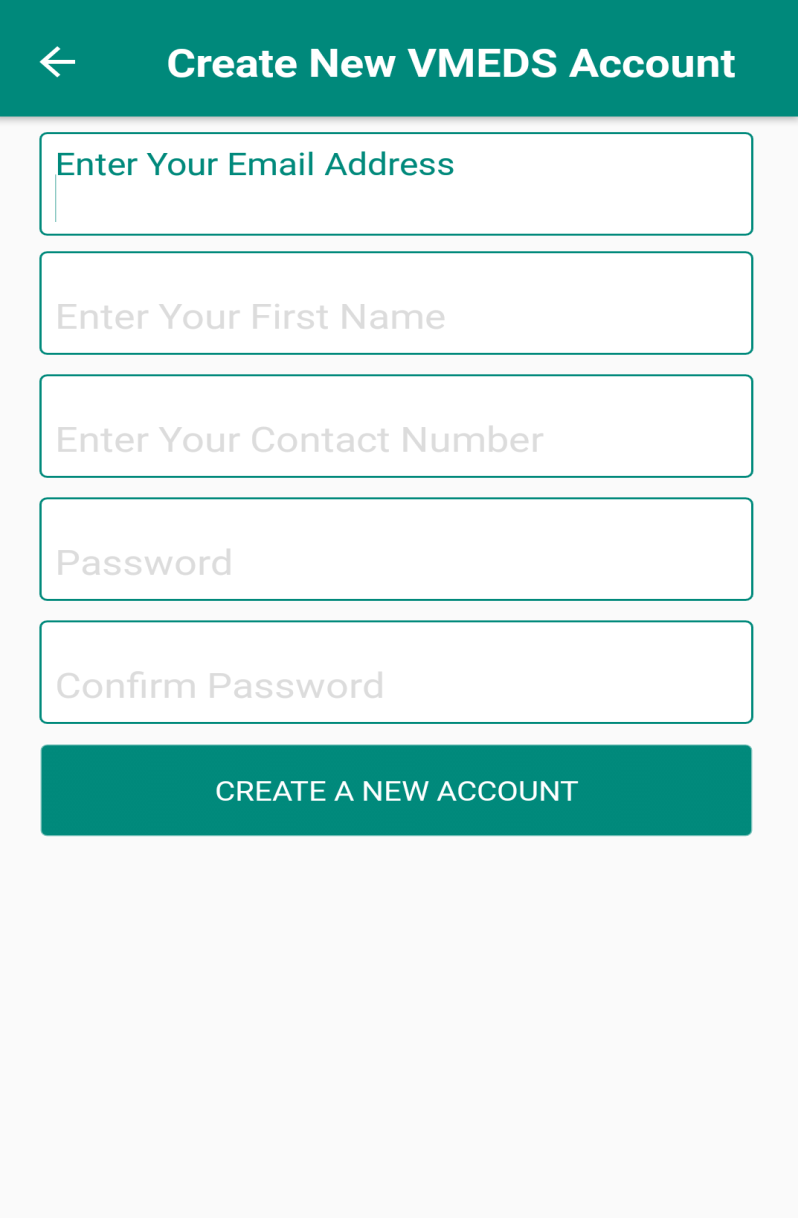 Create New VMEDS Account
Enter Your Email Address
Enter Your First Name
Enter Your Contact Number
Password
Confirm Password
CREATE A NEW ACCOUNT